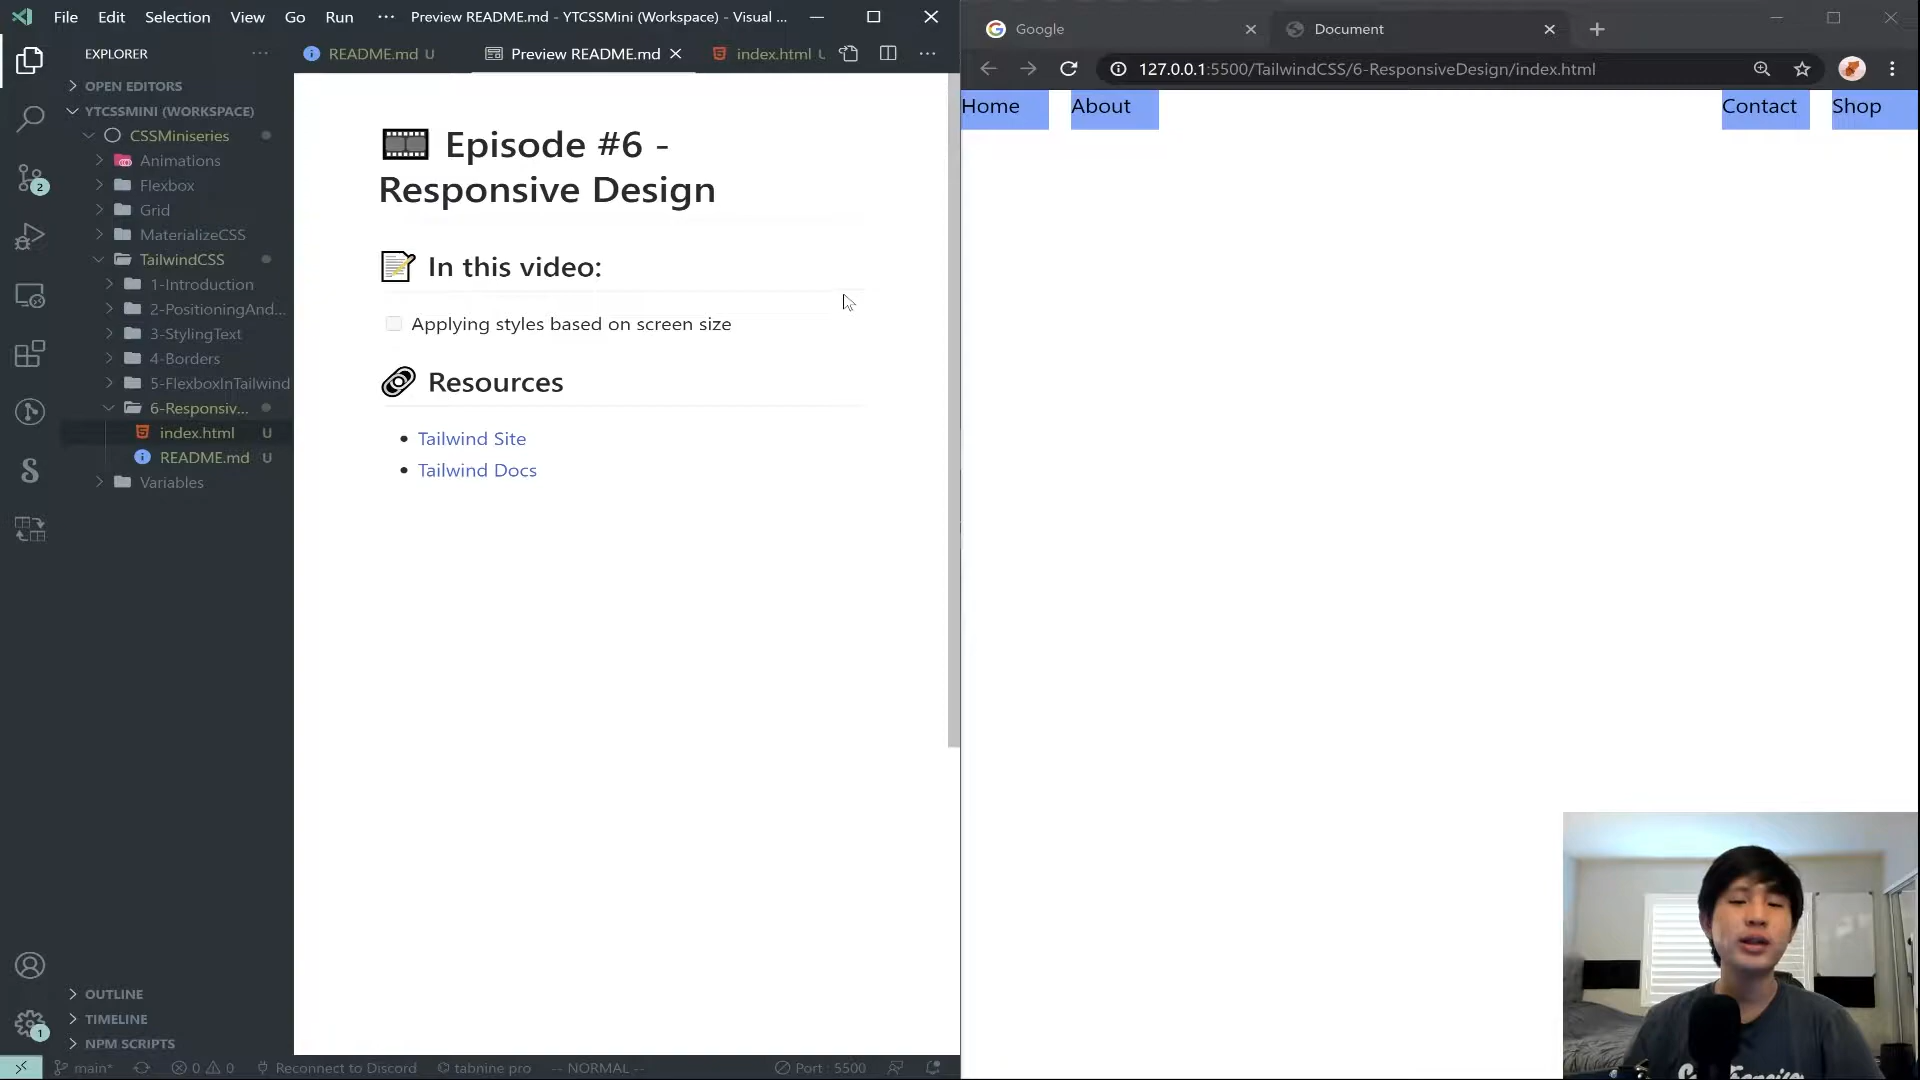 File Edit Selection View Go Run ··· Preview README.md - YTCSSMini (Workspace) - Visual ...
EXPLORER
OPEN EDITORS
YTCSSMINI (WORKSPACE)
CSSMiniseries
Animations
Flexbox
Grid
MaterializeCSS
TailwindCSS
1-Introduction
2-PositioningAnd...
3-StylingText
4-Borders
5-FlexboxInTailwind
6-Responsiv...
index.html U
README.md U
Variables
2
1
OUTLINE
TIMELINE
NPM SCRIPTS
README.md U
Preview README.md
index.html
Episode #6 -
Responsive Design
In this video:
Applying styles based on screen size
Resources
• Tailwind Site
• Tailwind Docs
main* 0 0 Reconnect to Discord tabnine pro -- NORMAL -- Port : 5500
Google
Document
127.0.0.1:5500/TailwindCSS/6-ResponsiveDesign/index.html
Home About Contact Shop